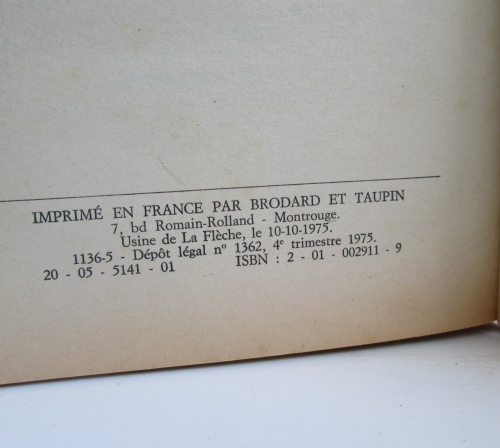 IMPRIMÉ EN FRANCE PAR BRODARD ET TAUPIN
7, bd Romain-Rolland - Montrouge.
Usine de La Flèche, le 10-10-1975.
1136-5 - Dépôt légal n° 1362, 4e trimestre 1975.
20 - 05 - 5141 - 01 ISBN : 2 - 01 - 002911 - 9